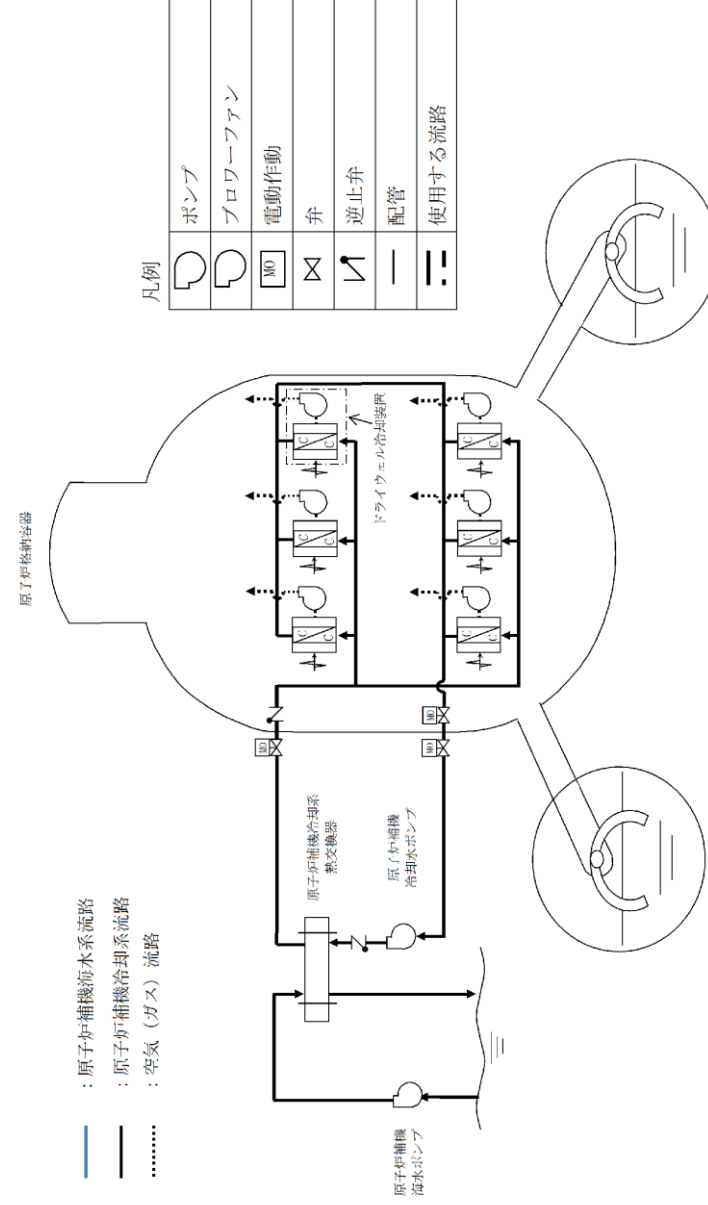 原子炉格納容器
：原子炉補機海水系流路
：原子炉補機冷却系流路
：空気（ガス）流路
凡例
ポンプ
ブロワーファン
MO
電動作動
弁
逆止弁
配管
使用する流路
C
C
C
C
C
C
ドライウェル冷却装置
C
C
C
C
C
C
MO
MO
MO
原子炉補機冷却系
熱交換器
原子炉補機
冷却水ポンプ
原子炉補機
海水ポンプ